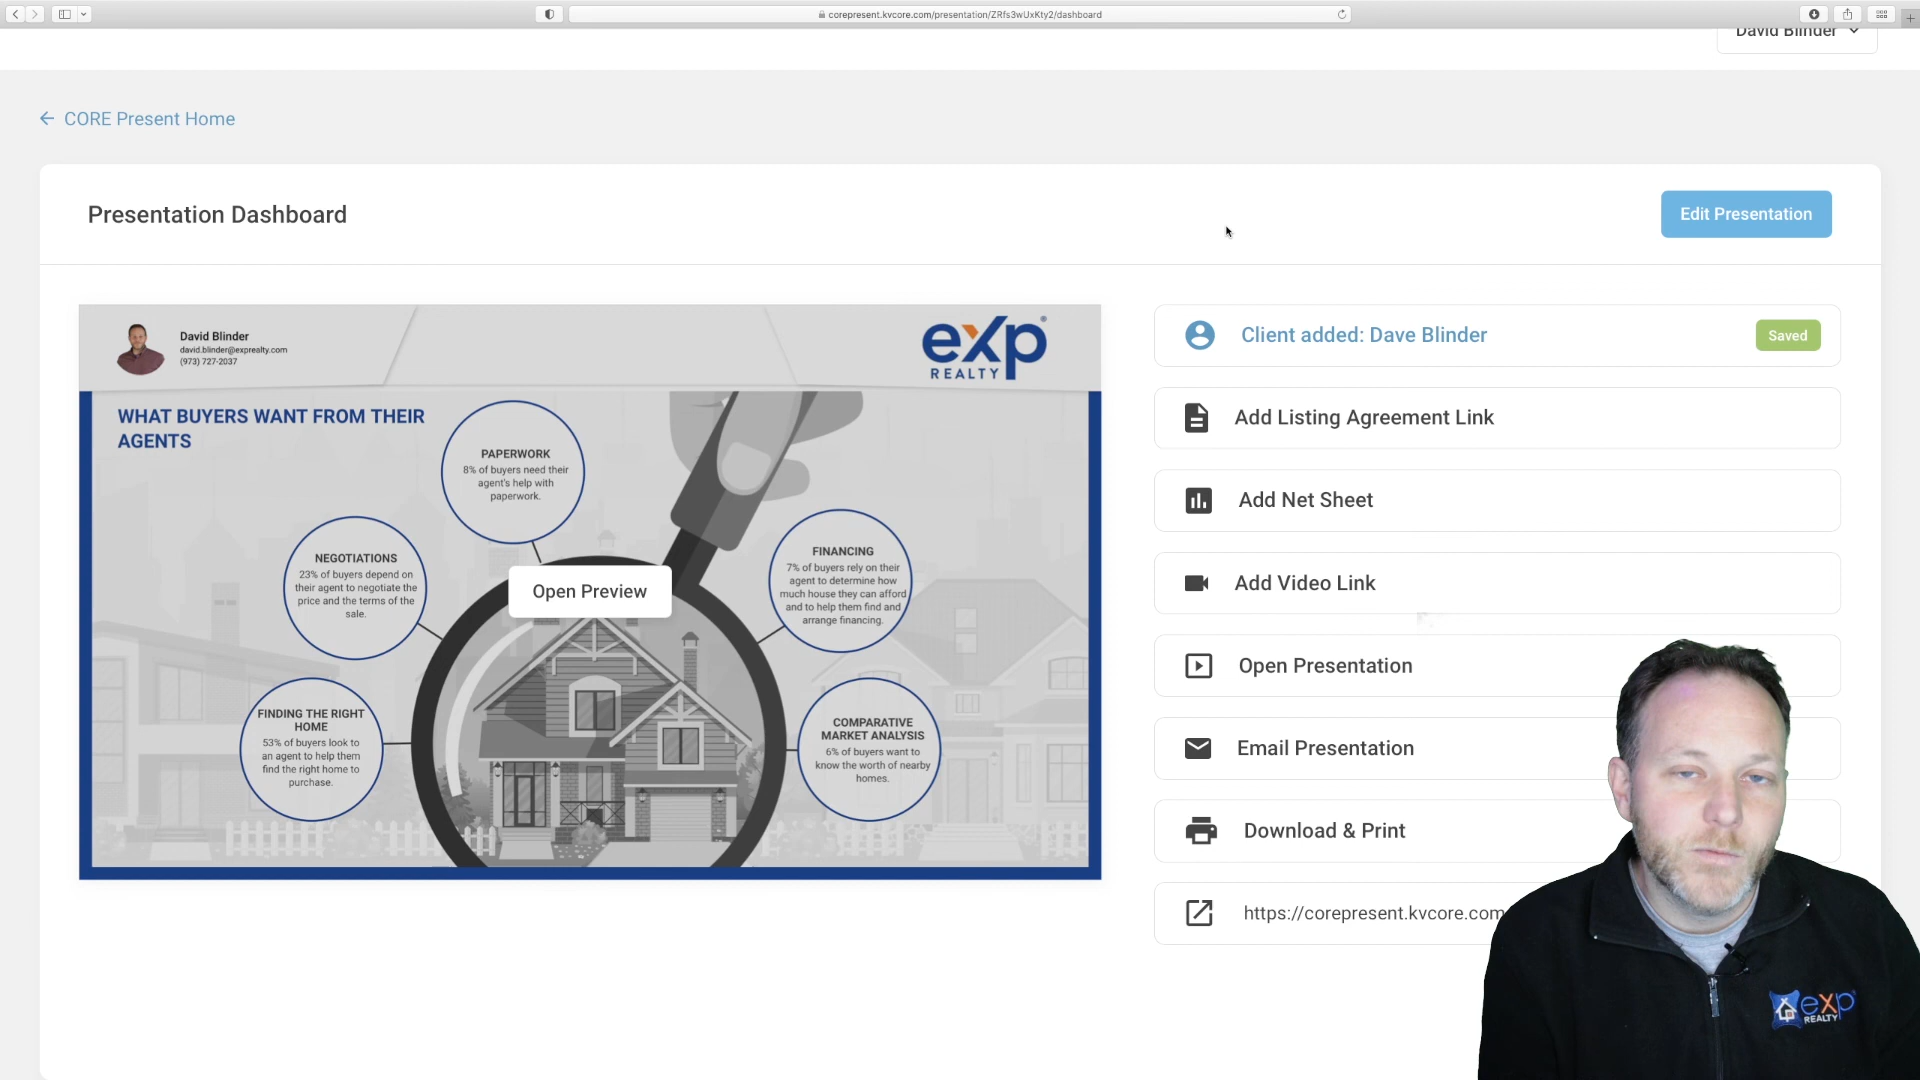 corepresent.kvcore.com/presentation/ZRfs3wUxKty2/dashboard
David Blinder
CORE Present Home
Presentation Dashboard
Edit Presentation
David Blinder
david.blinder@exprealty.com
(973) 727-2037
eXp
REALTY
WHAT BUYERS WANT FROM THEIR
AGENTS
PAPERWORK
8% of buyers need their
agent's help with
paperwork.
NEGOTIATIONS
23% of buyers depend on
their agent to negotiate the
price and the terms of the
sale.
FINANCING
7% of buyers rely on their
agent to determine how
much house they can afford
and to help them find and
arrange financing.
Open Preview
FINDING THE RIGHT
HOME
53% of buyers look to
an agent to help them
find the right home to
purchase.
COMPARATIVE
MARKET ANALYSIS
6% of buyers want to
know the worth of nearby
homes.
Client added: Dave Blinder
Saved
Add Listing Agreement Link
Add Net Sheet
Add Video Link
Open Presentation
Email Presentation
Download & Print
https://corepresent.kvcore.com
eXp
REALTY